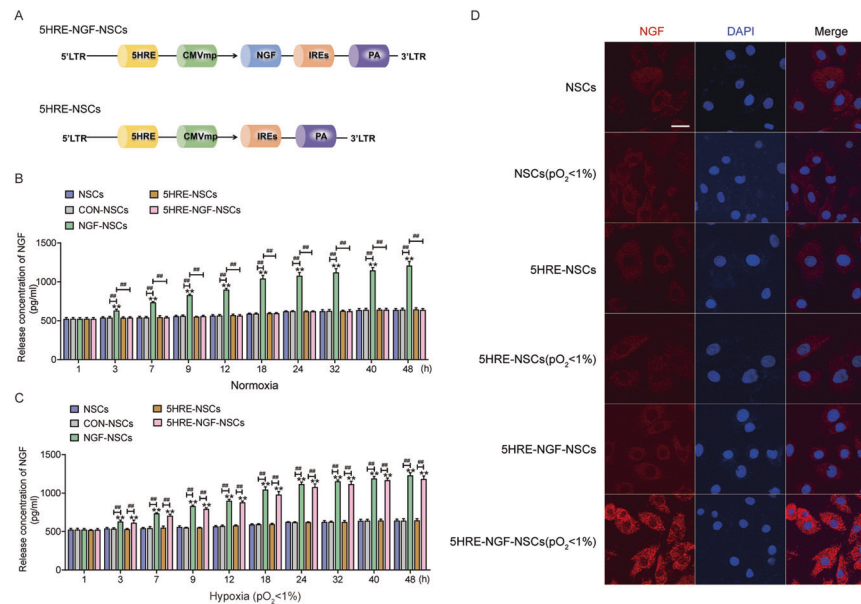 A
5HRE-NGF-NSCs
5'LTR 5HRE CMVmp NGF IREs PA 3'LTR
5HRE-NSCs
5'LTR 5HRE CMVmp IREs PA 3'LTR
B
NSCs 5HRE-NSCs
CON-NSCs 5HRE-NGF-NSCs
NGF-NSCs
Release concentration of NGF
(pg/ml)
1500
1000
500
0
## ## ## ## ## ## ## ## ## ## ## ## ## ## ## ## ## ##
** ** ** ** ** ** ** ** **
1 3 7 9 12 18 24 32 40 48 (h)
Normoxia
C
NSCs 5HRE-NSCs
CON-NSCs 5HRE-NGF-NSCs
NGF-NSCs
Release concentration of NGF
(pg/ml)
1500
1000
500
0
## ## ## ## ## ## ## ## ## ## ## ## ## ## ## ## ## ##
** ** ** ** ** ** ** ** ** ** ** ** ** ** ** ** ** **
1 3 7 9 12 18 24 32 40 48 (h)
Hypoxia (pO₂<1%)
D
NGF DAPI Merge
NSCs
NSCs(pO₂<1%)
5HRE-NSCs
5HRE-NSCs(pO₂<1%)
5HRE-NGF-NSCs
5HRE-NGF-NSCs(pO₂<1%)